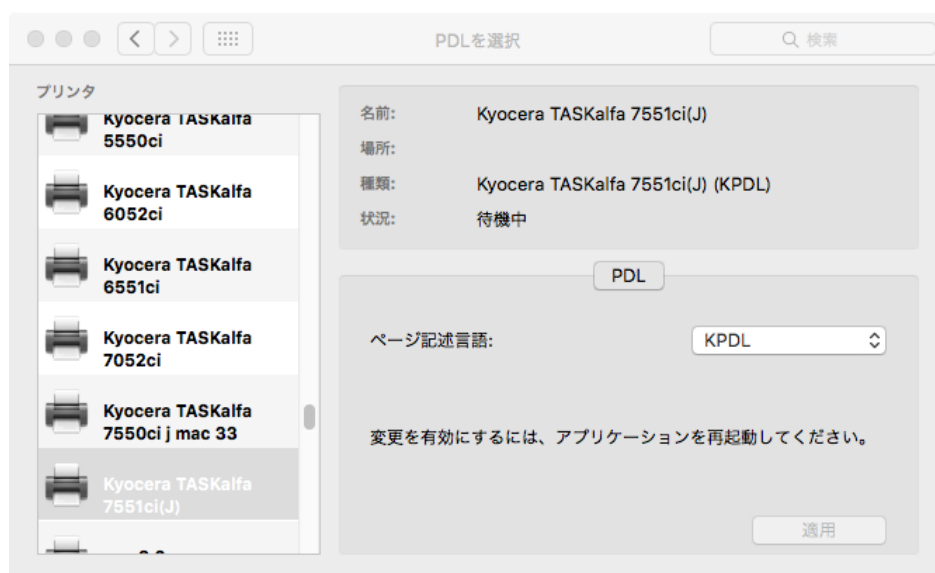 PDLを選択
検索
プリンタ
Kyocera TASKalfa
5550ci
Kyocera TASKalfa
6052ci
Kyocera TASKalfa
6551ci
Kyocera TASKalfa
7052ci
Kyocera TASKalfa
7550ci j mac 33
Kyocera TASKalfa
7551ci(J)
名前: Kyocera TASKalfa 7551ci(J)
場所:
種類: Kyocera TASKalfa 7551ci(J) (KPDL)
状況: 待機中
PDL
ページ記述言語: KPDL
変更を有効にするには、アプリケーションを再起動してください。
適用